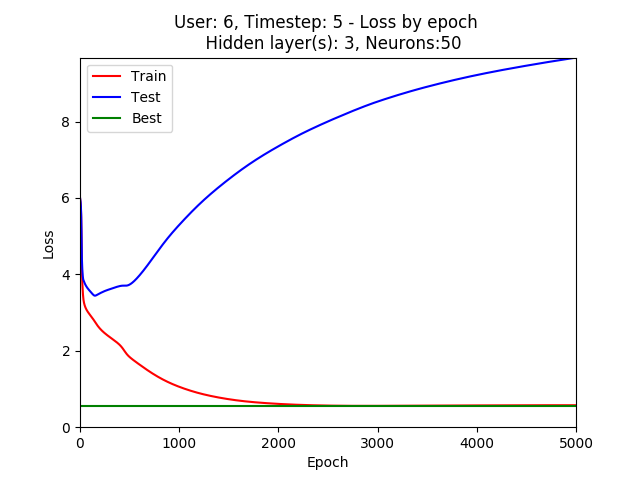 User: 6, Timestep: 5 - Loss by epoch
Hidden layer(s): 3, Neurons:50
Train
Test
Best
Loss
8
6
4
2
0
0 1000 2000 3000 4000 5000
Epoch